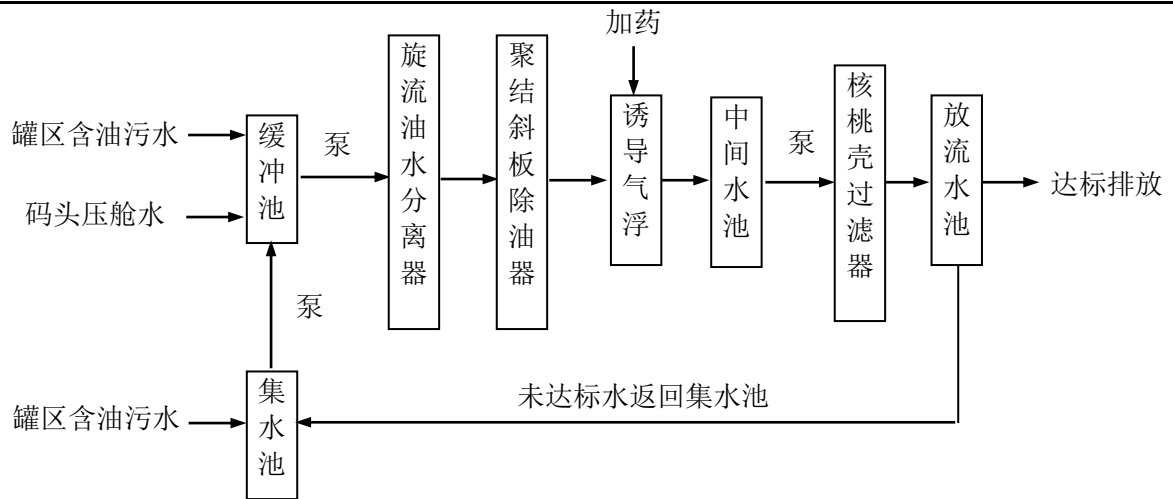 加药
罐区含油污水
缓冲池
泵
旋流油水分离器
聚结斜板除油器
诱导气浮
中间水池
泵
核桃壳过滤器
放流水池
达标排放
码头压舱水
泵
罐区含油污水
集水池
未达标水返回集水池